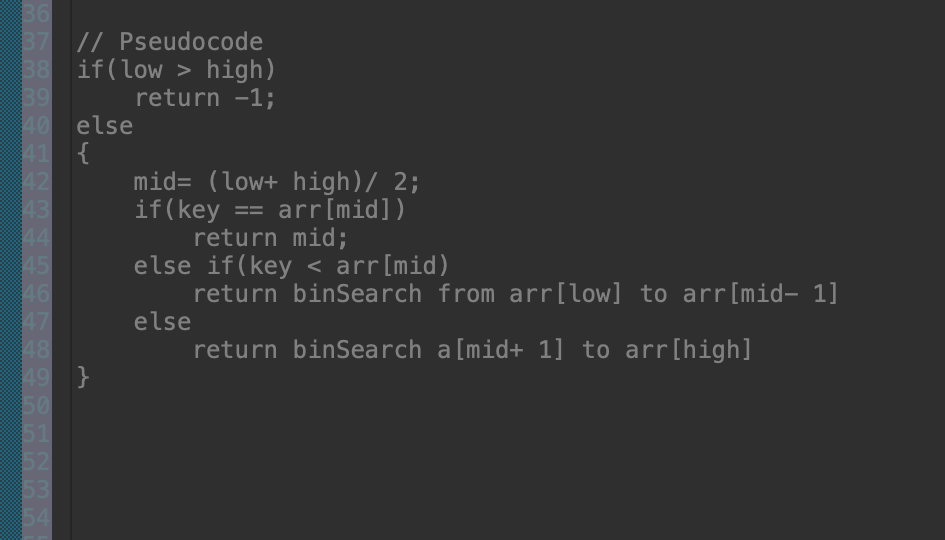 36
37 // Pseudocode
38 if(low > high)
39 return -1;
40 else
41 {
42 mid= (low+ high)/ 2;
43 if(key == arr[mid])
44 return mid;
45 else if(key < arr[mid)
46 return binSearch from arr[low] to arr[mid- 1]
47 else
48 return binSearch a[mid+ 1] to arr[high]
49 }
50
51
52
53
54